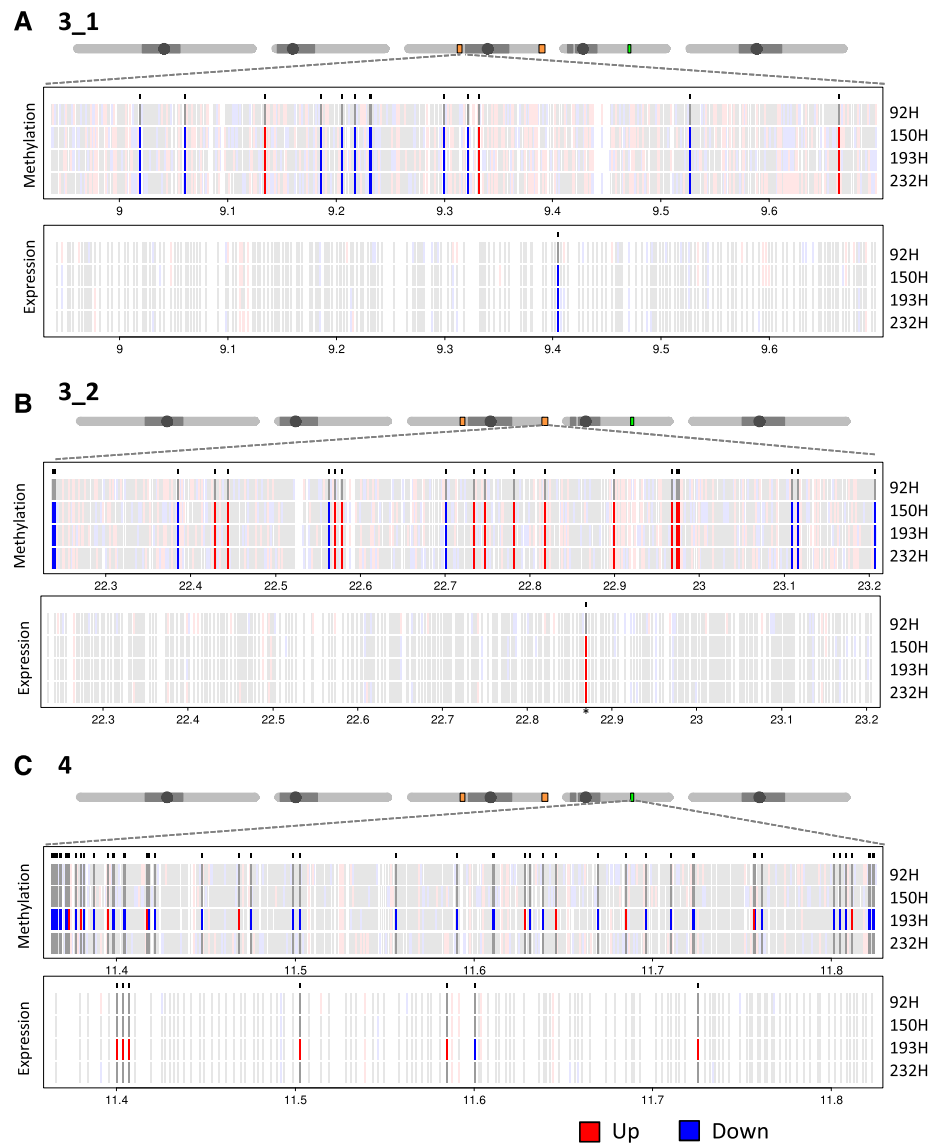 A 3_1
Methylation
92H
150H
193H
232H
9 9.1 9.2 9.3 9.4 9.5 9.6
Expression
92H
150H
193H
232H
9 9.1 9.2 9.3 9.4 9.5 9.6
B 3_2
Methylation
92H
150H
193H
232H
22.3 22.4 22.5 22.6 22.7 22.8 22.9 23 23.1 23.2
Expression
92H
150H
193H
232H
*
22.3 22.4 22.5 22.6 22.7 22.8 22.9 23 23.1 23.2
C 4
Methylation
92H
150H
193H
232H
11.4 11.5 11.6 11.7 11.8
Expression
92H
150H
193H
232H
11.4 11.5 11.6 11.7 11.8
Up Down